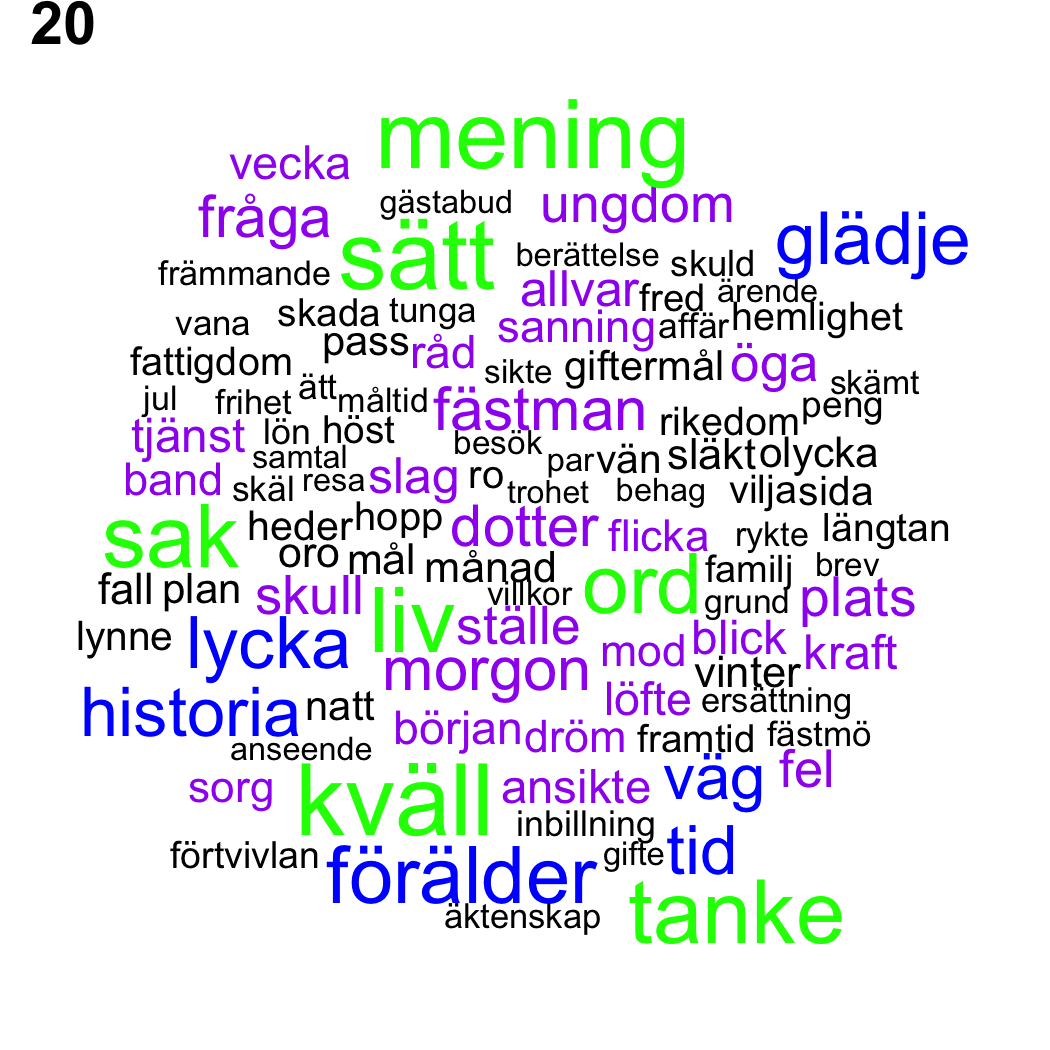 20
mening
vecka
gästabud ungdom
fråga
glädje
sätt
berättelse skuld
främmande allvar fred ärende
skada tunga
vana sanning affär hemlighet
pass råd
fattigdom sikte giftermål öga skämt
jul frihet ätt måltid fästman rikedom peng
tjänst lön höst besök
samtal par vän släkt olycka
band skäl resa slag ro trohet behag vilja sida
sak heder hopp dotter flicka rykte längtan
oro mål månad familj brev
fall plan skull villkor ord grund plats
lynne lycka liv ställe mod blick kraft
morgon vinter
historia natt löfte ersättning
början dröm framtid fästmö
anseende
sorg kväll ansikte väg fel
inbillning
förtvivlan förälder gifte tid
äktenskap tanke